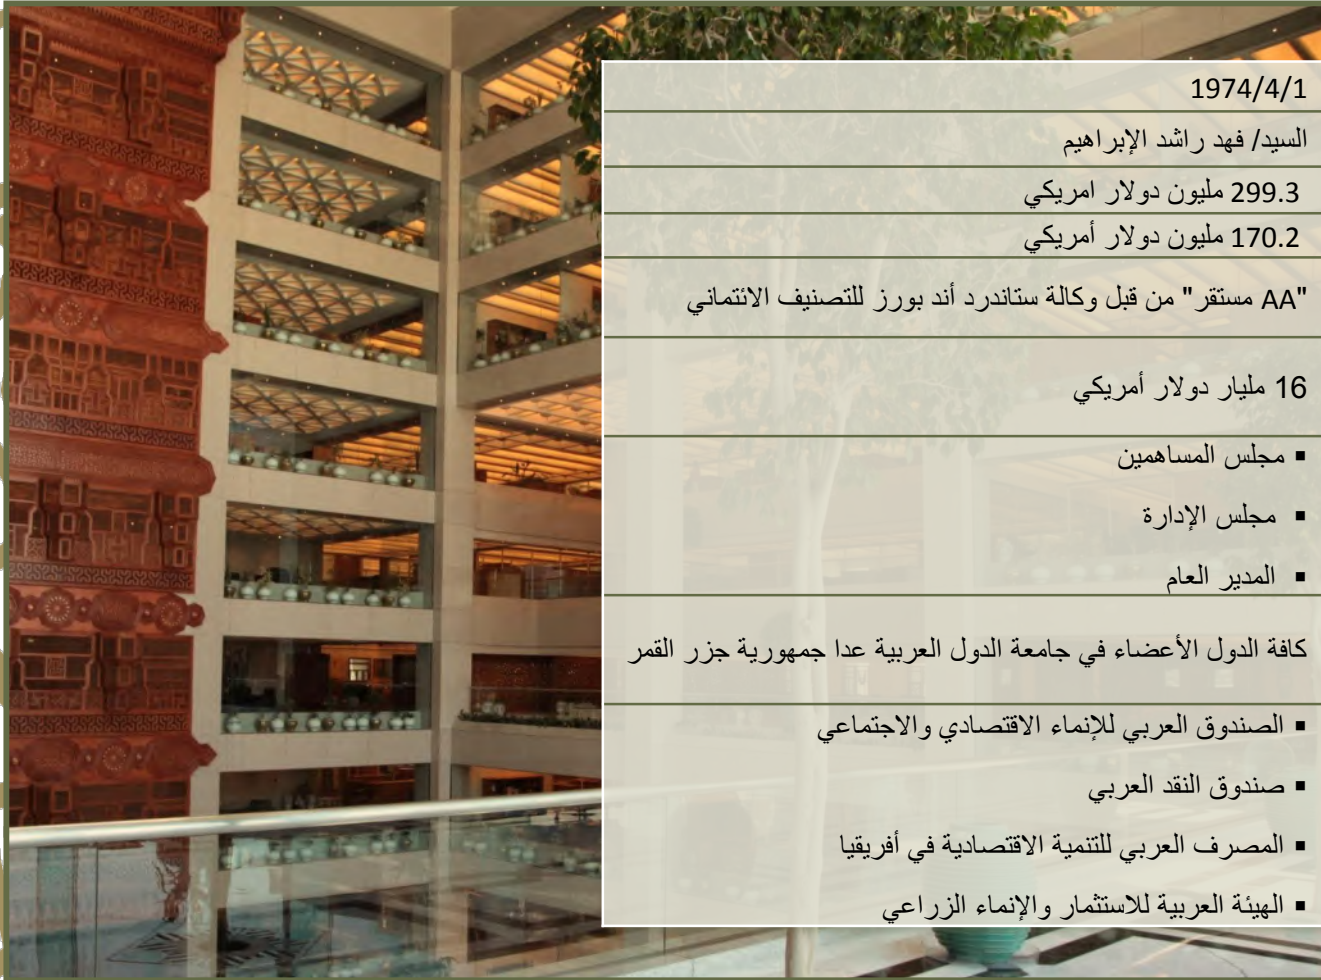 1974/4/1
السيد/ فهد راشد الإبراهيم
299.3 مليون دولار امريكي
170.2 مليون دولار أمريكي
"AA مستقر" من قبل وكالة ستاندرد أند بورز للتصنيف الائتماني
16 مليار دولار أمريكي
▪ مجلس المساهمين
▪ مجلس الإدارة
▪ المدير العام
كافة الدول الأعضاء في جامعة الدول العربية عدا جمهورية جزر القمر
▪ الصندوق العربي للإنماء الاقتصادي والاجتماعي
▪ صندوق النقد العربي
▪ المصرف العربي للتنمية الاقتصادية في أفريقيا
▪ الهيئة العربية للاستثمار والإنماء الزراعي